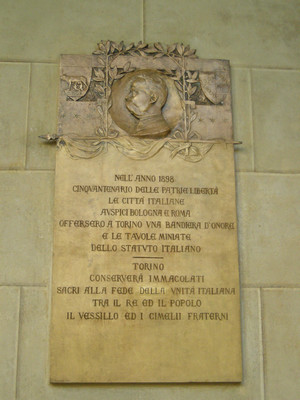 NELL'ANNO 1898
CINQVANTENARIO DELLE PATRIE LIBERTÀ
LE CITTÀ ITALIANE
AVSPICI BOLOGNA E ROMA
OFFERSERO A TORINO VNA BANDIERA D'ONORE
E LE TAVOLE MINIATE
DELLO STATVTO ITALIANO
TORINO
CONSERVERÀ IMMACOLATI
SACRI ALLA FEDE DELLA VNITÀ ITALIANA
TRA IL RE ED IL POPOLO
IL VESSILLO ED I CIMELII FRATERNI